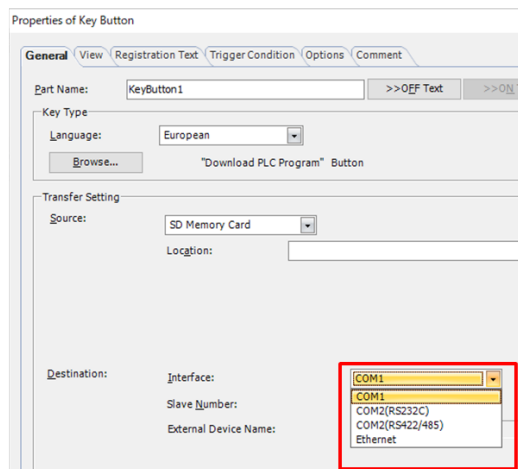 Properties of Key Button
General View Registration Text Trigger Condition Options Comment
Part Name: KeyButton1 >>OFF Text >>ON
Key Type
Language: European
Browse... "Download PLC Program" Button
Transfer Setting
Source: SD Memory Card
Location:
Destination: Interface: COM1
COM1
Slave Number: COM2(RS232C)
COM2(RS422/485)
External Device Name: Ethernet